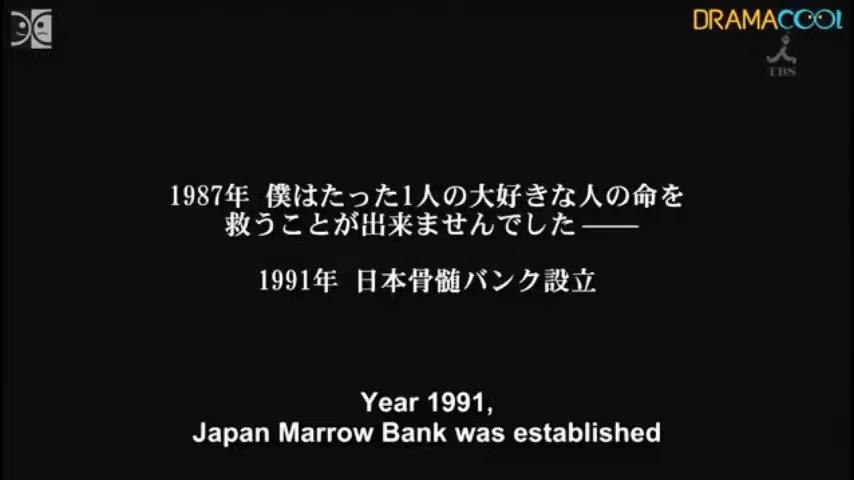 DRAMACOOL
EBS
1987年 僕はたった1人の大好きな人の命を
救うことが出来ませんでした――
1991年 日本骨髄バンク設立
Year 1991,
Japan Marrow Bank was established